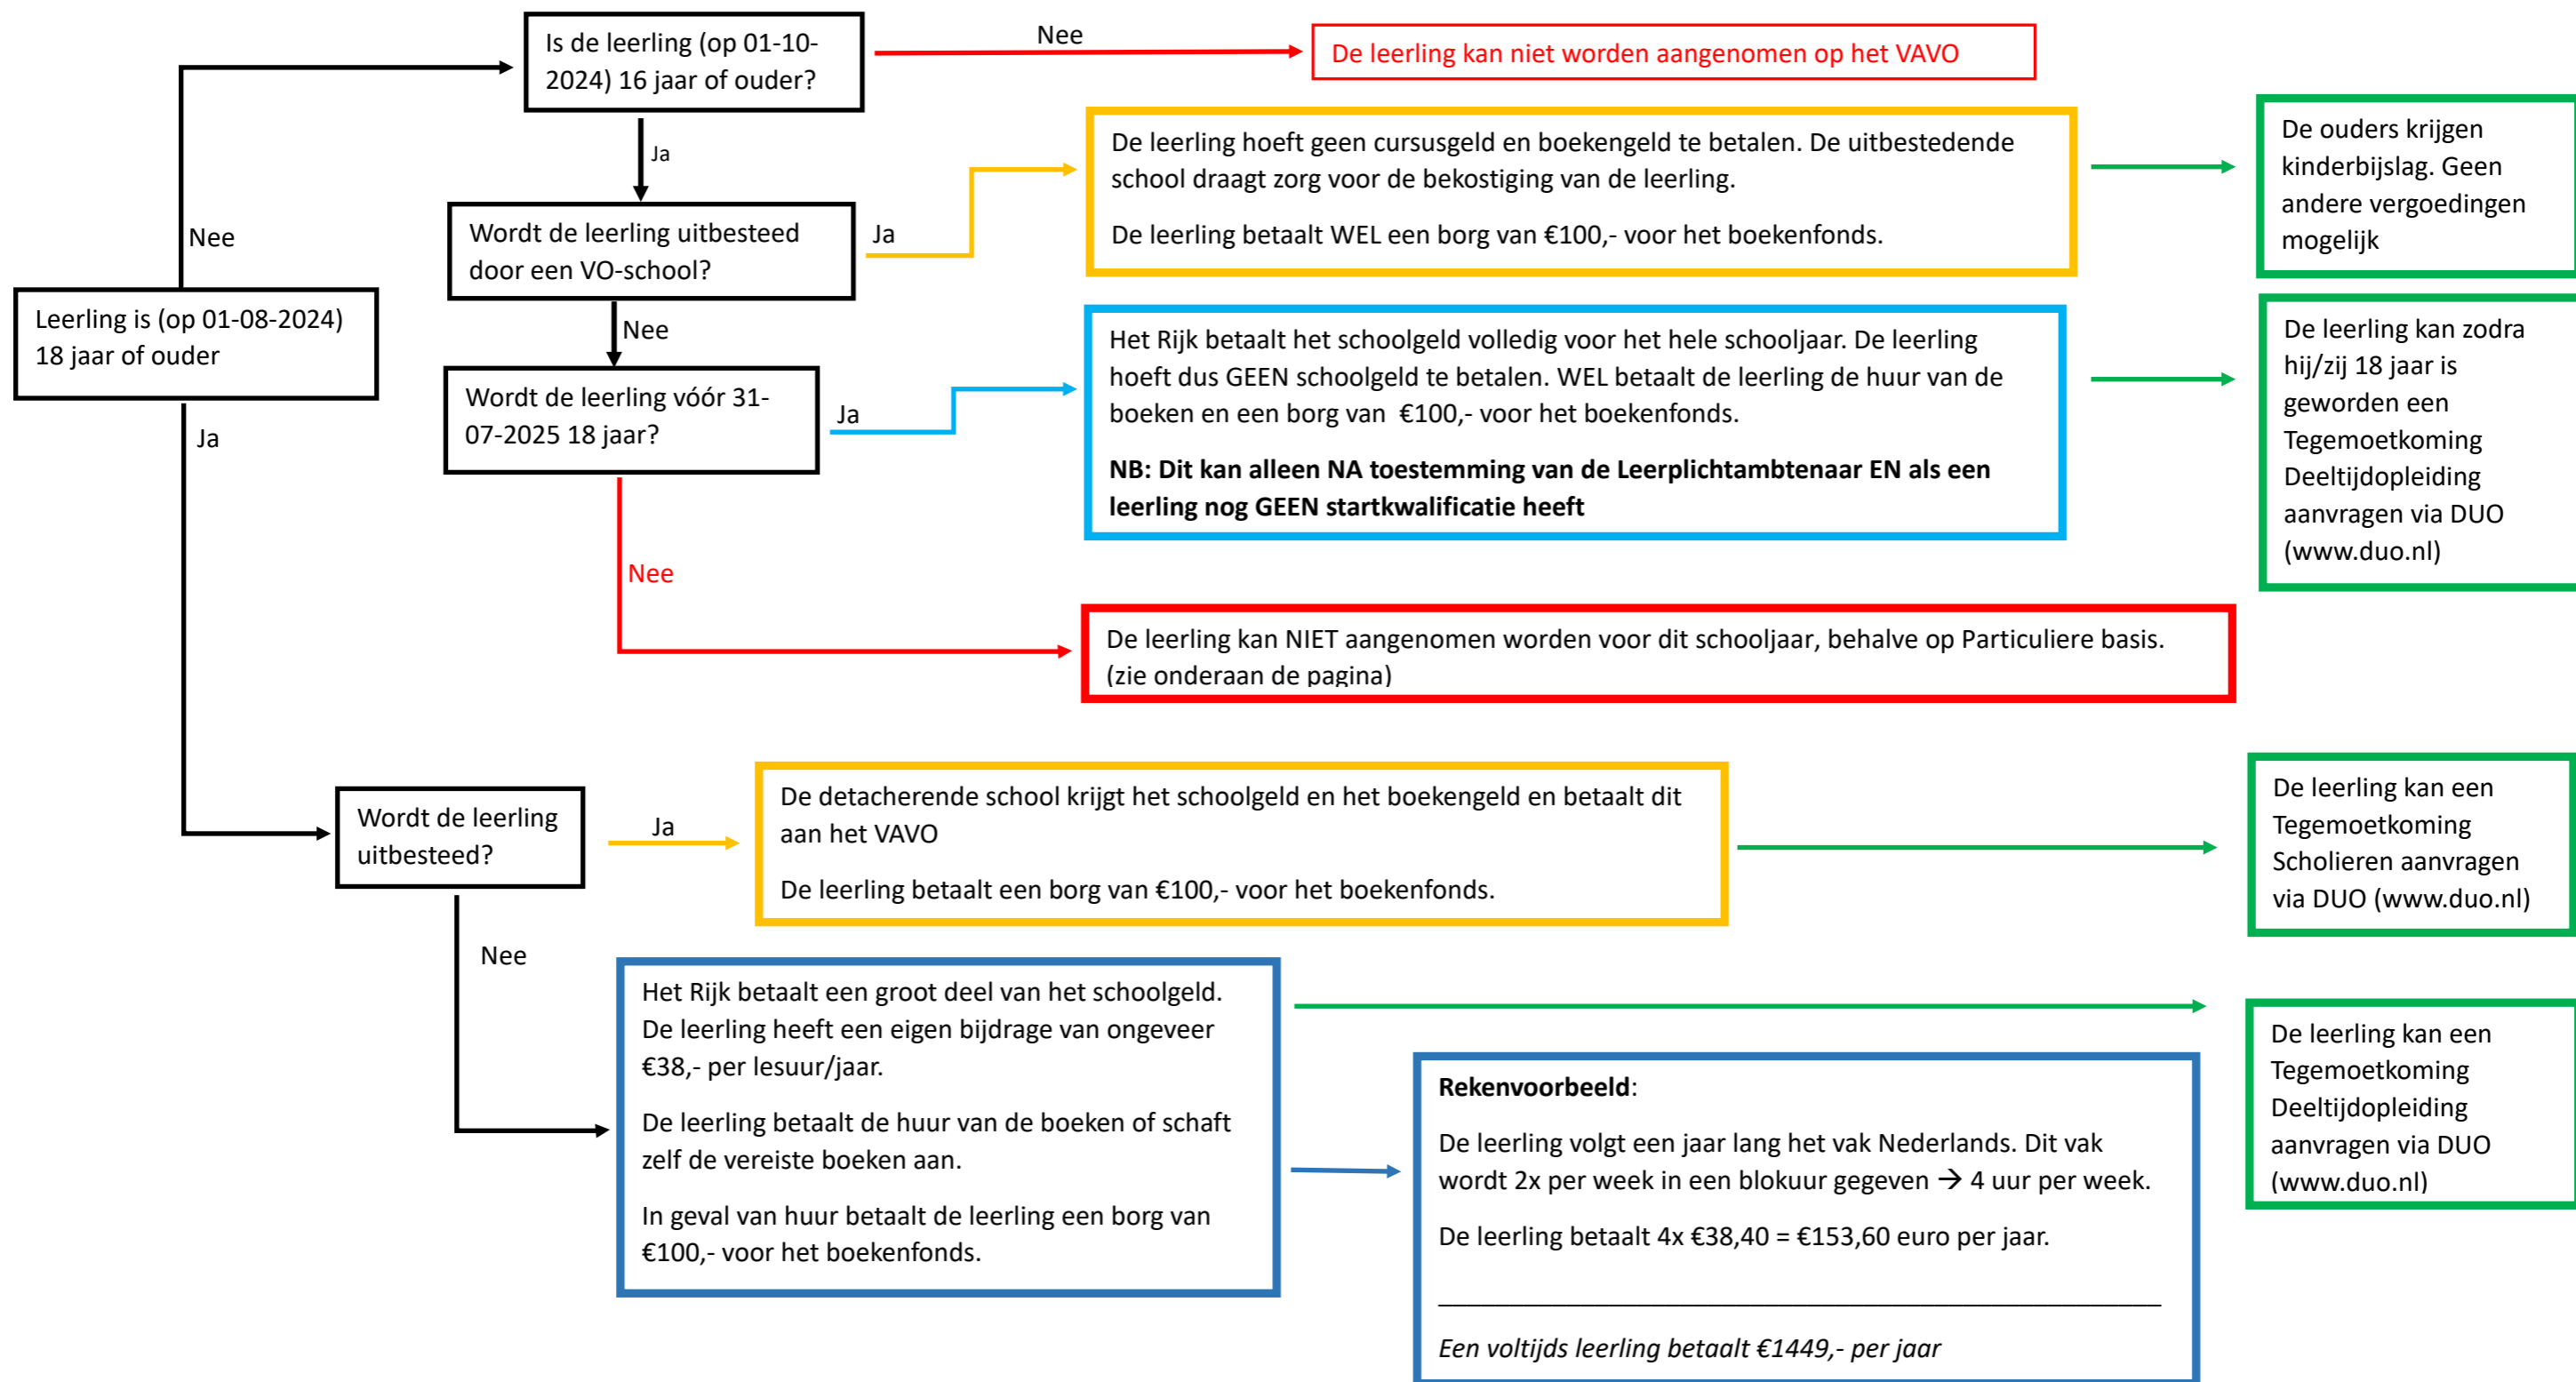 Is de leerling (op 01-10-
2024) 16 jaar of ouder?
Nee
De leerling kan niet worden aangenomen op het VAVO
Ja
De leerling hoeft geen cursusgeld en boekengeld te betalen. De uitbestedende
school draagt zorg voor de bekostiging van de leerling.
De leerling betaalt WEL een borg van €100,- voor het boekenfonds.
De ouders krijgen
kinderbijslag. Geen
andere vergoedingen
mogelijk
Nee
Wordt de leerling uitbesteed
door een VO-school?
Ja
Leerling is (op 01-08-2024)
18 jaar of ouder
Nee
Het Rijk betaalt het schoolgeld volledig voor het hele schooljaar. De leerling
hoeft dus GEEN schoolgeld te betalen. WEL betaalt de leerling de huur van de
boeken en een borg van  €100,- voor het boekenfonds.
NB: Dit kan alleen NA toestemming van de Leerplichtambtenaar EN als een
leerling nog GEEN startkwalificatie heeft
De leerling kan zodra
hij/zij 18 jaar is
geworden een
Tegemoetkoming
Deeltijdopleiding
aanvragen via DUO
(www.duo.nl)
Wordt de leerling vóór 31-
07-2025 18 jaar?
Ja
Ja
Nee
De leerling kan NIET aangenomen worden voor dit schooljaar, behalve op Particuliere basis.
(zie onderaan de pagina)
Wordt de leerling
uitbesteed?
Ja
De detacherende school krijgt het schoolgeld en het boekengeld en betaalt dit
aan het VAVO
De leerling betaalt een borg van €100,- voor het boekenfonds.
De leerling kan een
Tegemoetkoming
Scholieren aanvragen
via DUO (www.duo.nl)
Nee
Het Rijk betaalt een groot deel van het schoolgeld.
De leerling heeft een eigen bijdrage van ongeveer
€38,- per lesuur/jaar.
De leerling betaalt de huur van de boeken of schaft
zelf de vereiste boeken aan.
In geval van huur betaalt de leerling een borg van
€100,- voor het boekenfonds.
Rekenvoorbeeld:
De leerling volgt een jaar lang het vak Nederlands. Dit vak
wordt 2x per week in een blokuur gegeven → 4 uur per week.
De leerling betaalt 4x €38,40 = €153,60 euro per jaar.
Een voltijds leerling betaalt €1449,- per jaar
De leerling kan een
Tegemoetkoming
Deeltijdopleiding
aanvragen via DUO
(www.duo.nl)